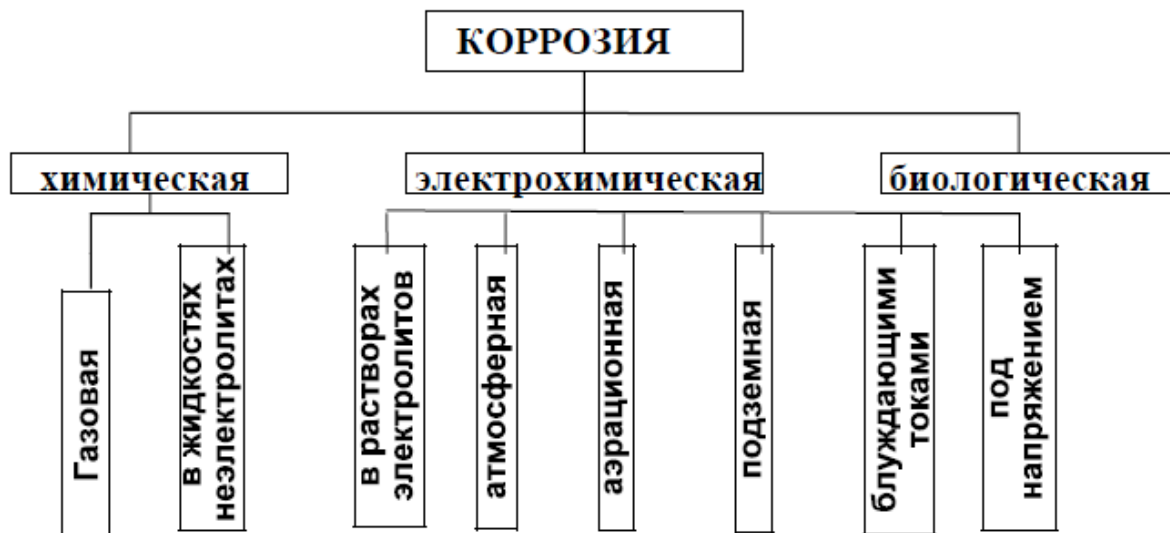 КОРРОЗИЯ
химическая
электрохимическая
биологическая
Газовая
в жидкостях
неэлектролитах
в растворах
электролитов
атмосферная
аэрационная
подземная
блуждающими
токами
под
напряжением